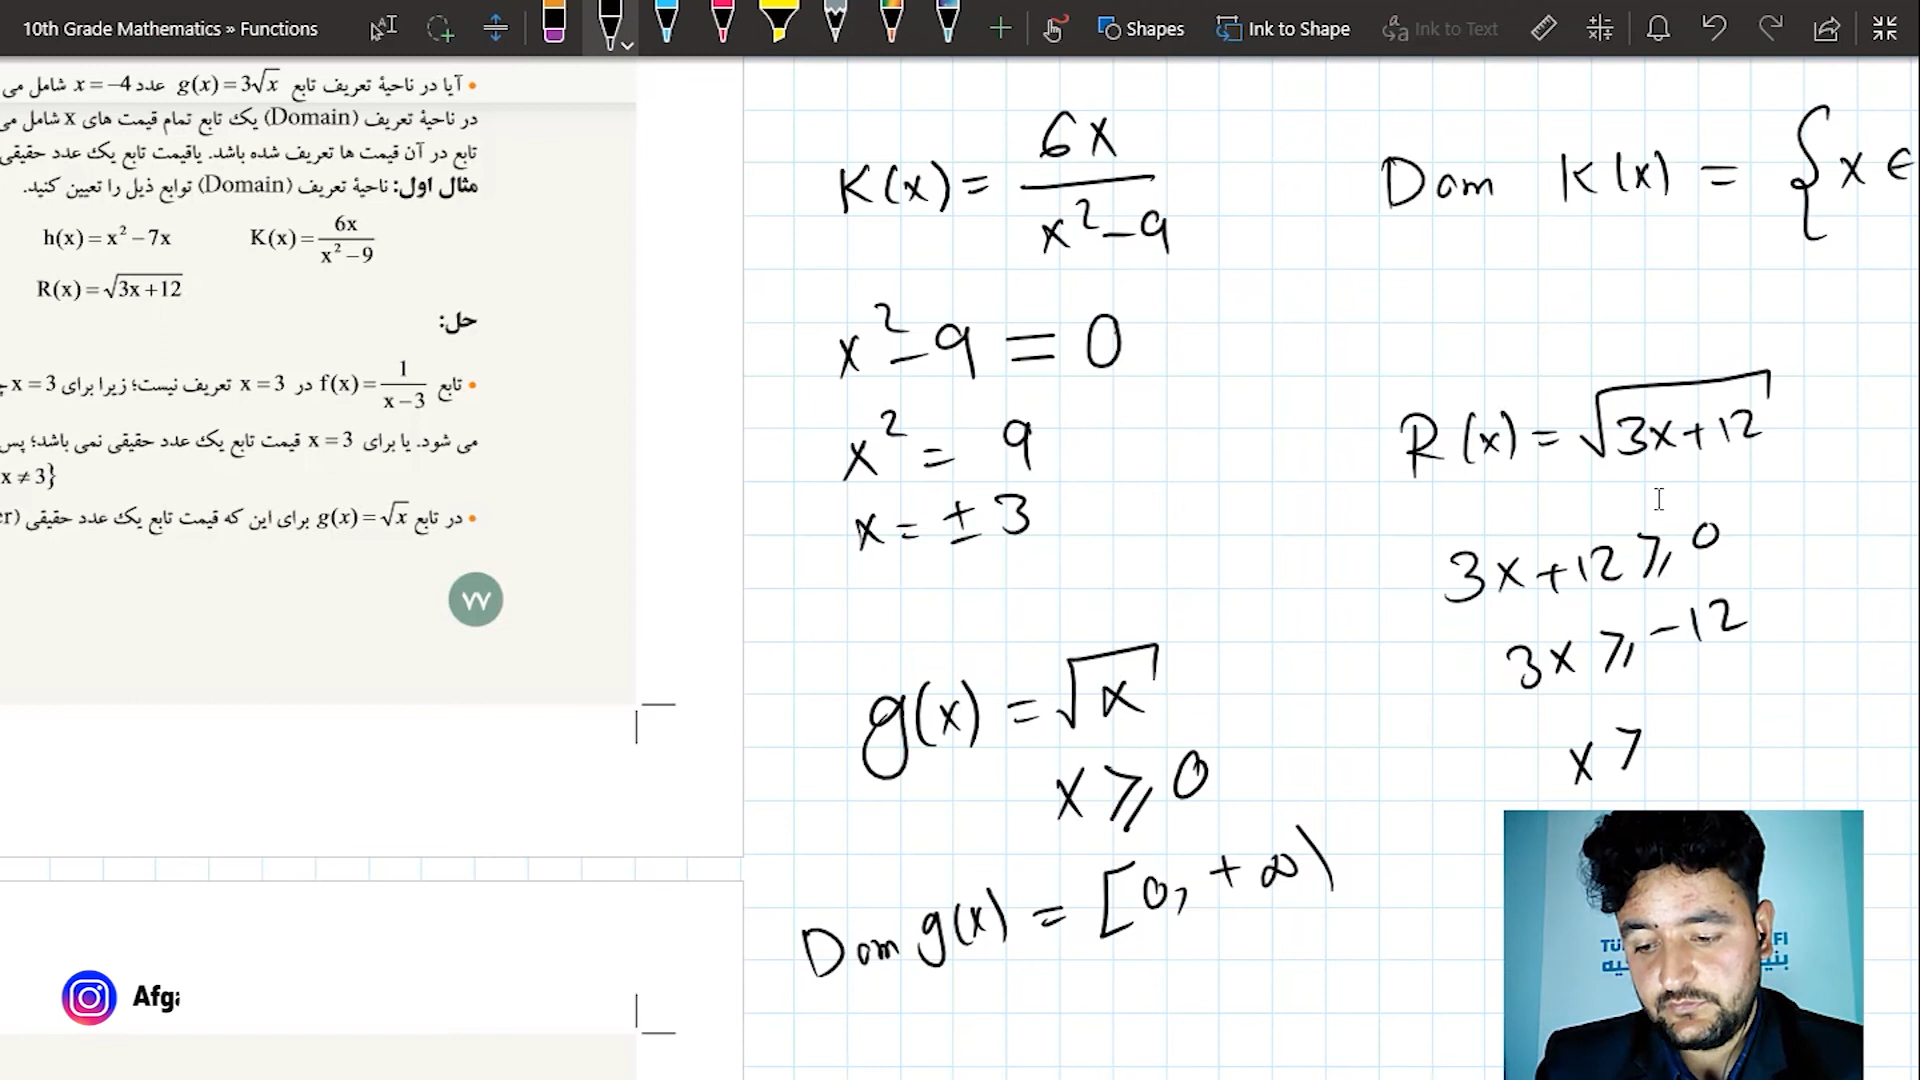 10th Grade Mathematics » Functions
Shapes
Ink to Shape
Ink to Text
• آیا در ناحیهٔ تعریف تابع g(x) = 3√x عدد x = −4 شامل می
در ناحیهٔ تعریف (Domain) یک تابع تمام قیمت های x شامل می
تابع در آن قیمت ها تعریف شده باشد. یاقیمت تابع یک عدد حقیقی
مثال اول: ناحیهٔ تعریف (Domain) توابع ذیل را تعیین کنید.
h(x) = x² − 7x K(x) = 6x / (x² − 9)
R(x) = √(3x + 12)
حل:
• تابع f(x) = 1 / (x − 3) در x = 3 تعریف نیست؛ زیرا برای x = 3
می شود. یا برای x = 3 قیمت تابع یک عدد حقیقی نمی باشد؛ پس
x ≠ 3}
• در تابع g(x) = √x برای این که قیمت تابع یک عدد حقیقی
۷۷
K(x) = 6x / (x² − 9)
x² − 9 = 0
x² = 9
x = ± 3
g(x) = √x
x ⩾ 0
Dom g(x) = [0, +∞)
Dom K(x) = {x ∈
R(x) = √(3x+12)
3x+12 ⩾ 0
3x ⩾ −12
x >
Afg